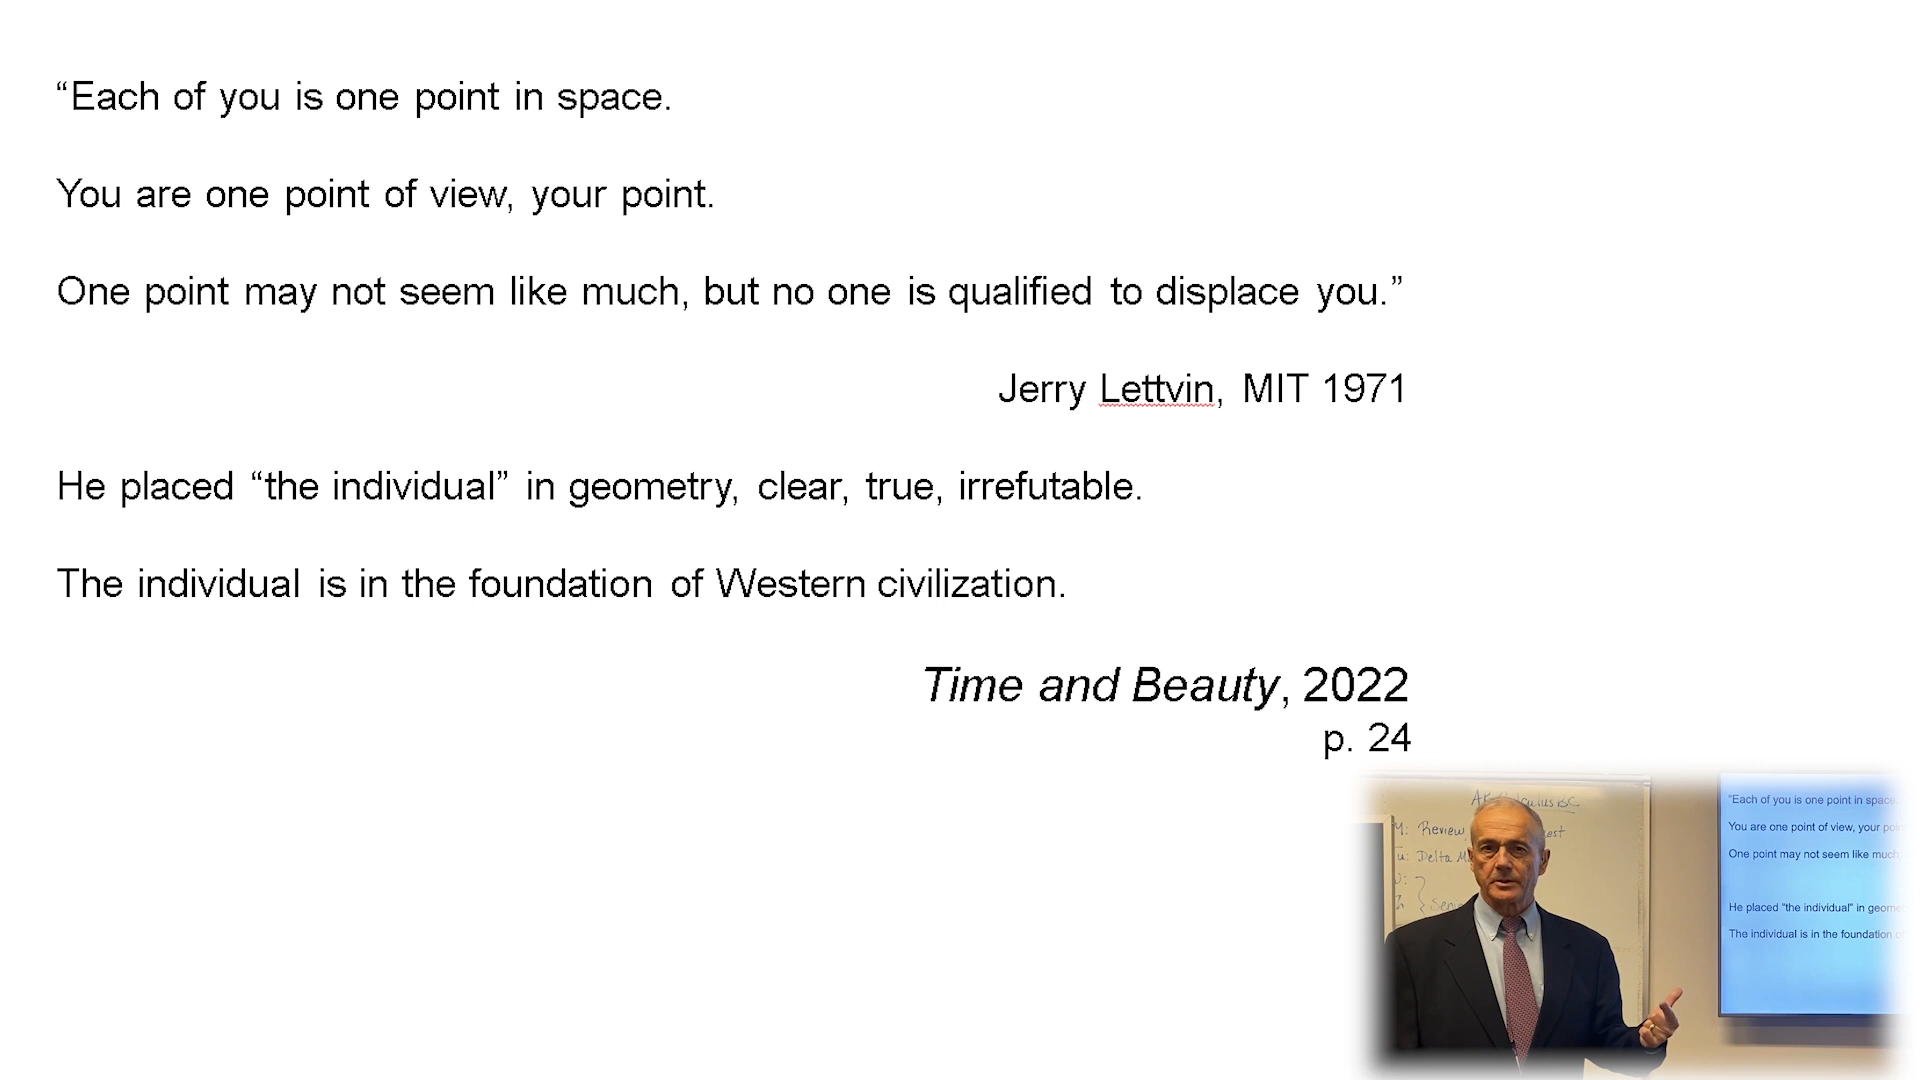 “Each of you is one point in space.
You are one point of view, your point.
One point may not seem like much, but no one is qualified to displace you.”
Jerry Lettvin, MIT 1971
He placed “the individual” in geometry, clear, true, irrefutable.
The individual is in the foundation of Western civilization.
Time and Beauty, 2022
p. 24
Calculus BC
Review,
Delta
"Each of you is one point in space.
You are one point of view, your
One point may not seem like much
He placed "the individual" in
The individual is in the foundation